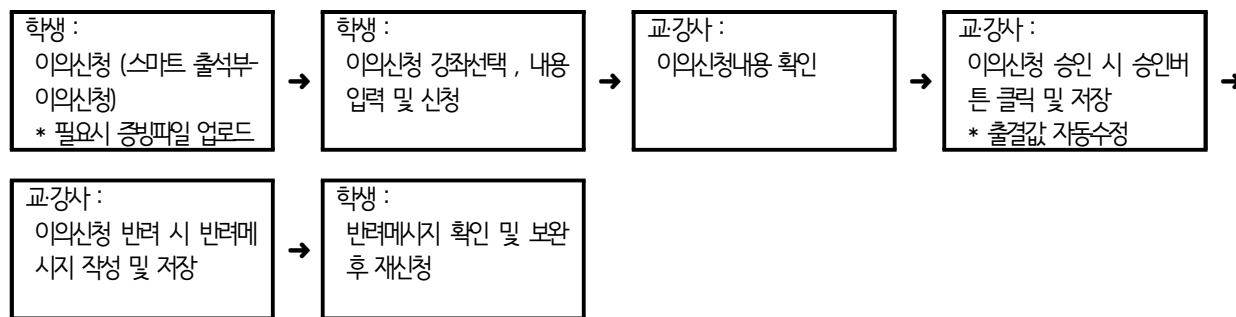 학생 :
이의신청 (스마트 출석부-
이의신청)
* 필요시 증빙파일 업로드
➜
학생 :
이의신청 강좌선택 , 내용
입력 및 신청
➜
교·강사 :
이의신청내용 확인
➜
교·강사 :
이의신청 승인 시 승인버
튼 클릭 및 저장
* 출결값 자동수정
➜
교·강사 :
이의신청 반려 시 반려메
시지 작성 및 저장
➜
학생 :
반려메시지 확인 및 보완
후 재신청